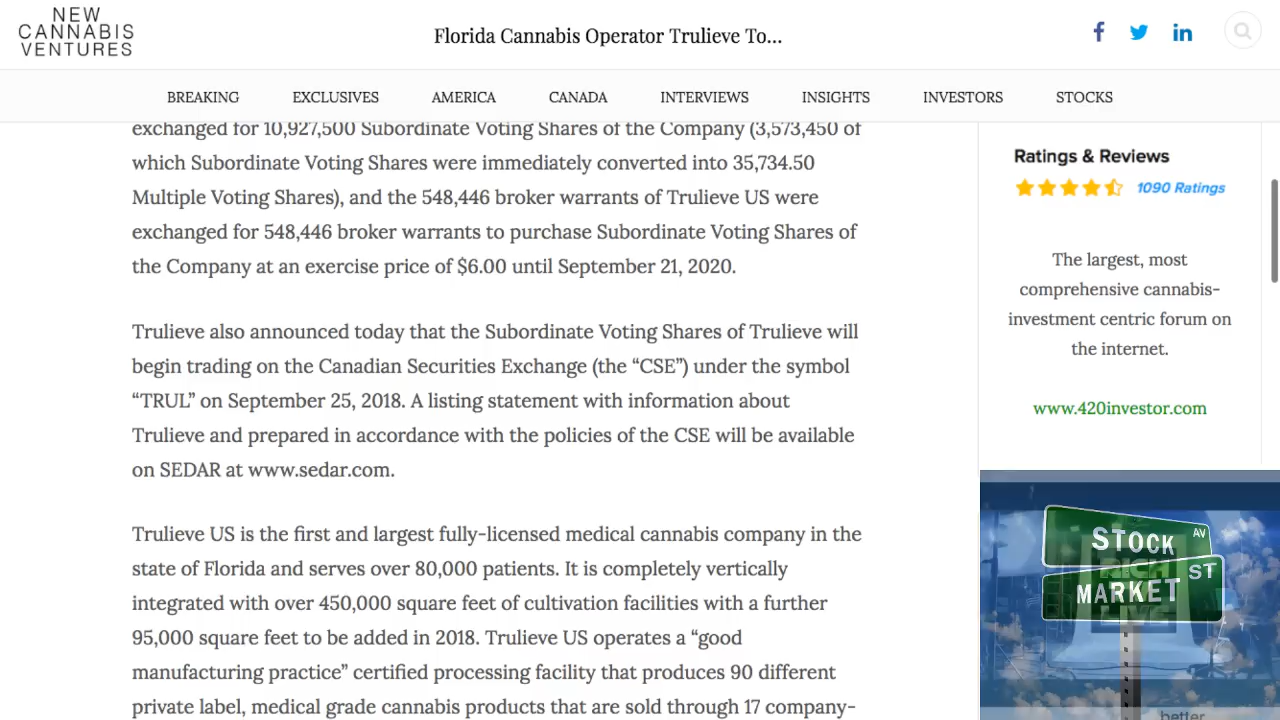 NEW
CANNABIS
VENTURES
Florida Cannabis Operator Trulieve To...
BREAKING EXCLUSIVES AMERICA CANADA INTERVIEWS INSIGHTS INVESTORS STOCKS
exchanged for 10,927,500 Subordinate Voting Shares of the Company (3,573,450 of
which Subordinate Voting Shares were immediately converted into 35,734.50
Multiple Voting Shares), and the 548,446 broker warrants of Trulieve US were
exchanged for 548,446 broker warrants to purchase Subordinate Voting Shares of
the Company at an exercise price of $6.00 until September 21, 2020.
Trulieve also announced today that the Subordinate Voting Shares of Trulieve will
begin trading on the Canadian Securities Exchange (the “CSE”) under the symbol
“TRUL” on September 25, 2018. A listing statement with information about
Trulieve and prepared in accordance with the policies of the CSE will be available
on SEDAR at www.sedar.com.
Trulieve US is the first and largest fully-licensed medical cannabis company in the
state of Florida and serves over 80,000 patients. It is completely vertically
integrated with over 450,000 square feet of cultivation facilities with a further
95,000 square feet to be added in 2018. Trulieve US operates a “good
manufacturing practice” certified processing facility that produces 90 different
private label, medical grade cannabis products that are sold through 17 company-
Ratings & Reviews
1090 Ratings
The largest, most
comprehensive cannabis-
investment centric forum on
the internet.
www.420investor.com
STOCK AV
RICH
MARKET ST
LIVE
better